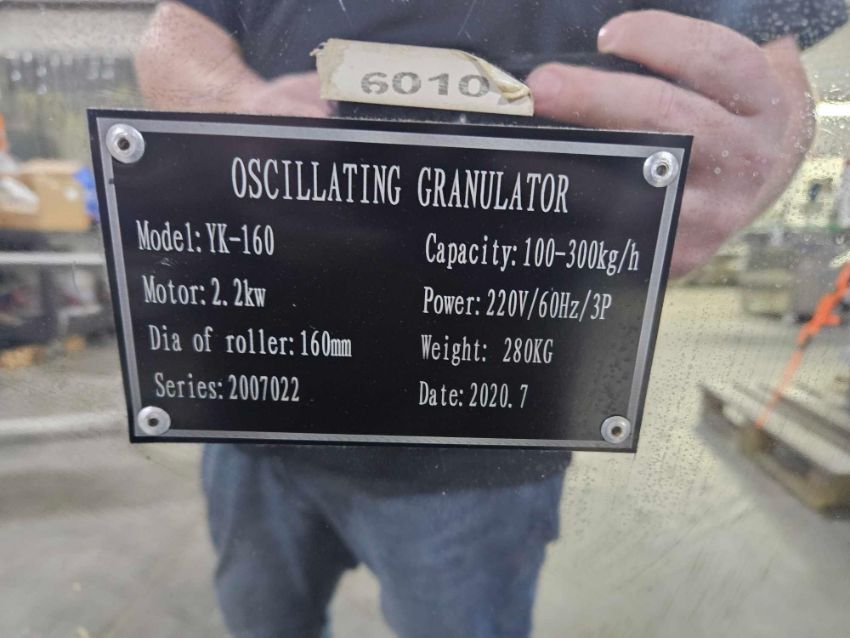 6010
OSCILLATING GRANULATOR
Model:YK-160
Capacity:100-300kg/h
Motor:2.2kw
Power:220V/60Hz/3P
Dia of roller:160mm
Weight: 280KG
Series:2007022
Date:2020.7